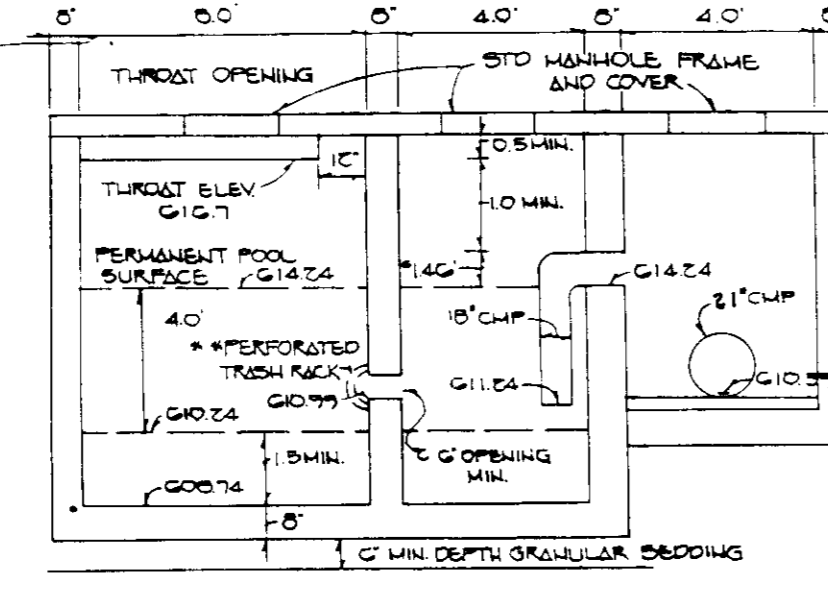 8" 8" 4.0' 8" 4.0'
THROAT OPENING
STD MANHOLE FRAME
AND COVER
0.5 MIN.
12"
THROAT ELEV.
616.7
1.0 MIN.
PERMANENT POOL
SURFACE
614.24
*1.46'
614.24
4.0'
18" CMP
21" CMP
* *PERFORATED
TRASH RACK
611.24
610.99
610.24
1.5 MIN.
6" OPENING
MIN.
608.74
8"
6" MIN. DEPTH GRANULAR BEDDING